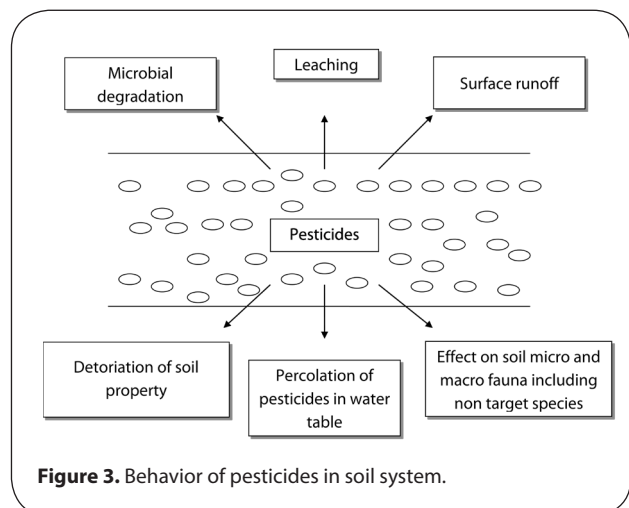 Microbial
degradation
Leaching
Surface runoff
Pesticides
Detoriation of soil
property
Percolation of
pesticides in water
table
Effect on soil micro and
macro fauna including
non target species
Figure 3. Behavior of pesticides in soil system.